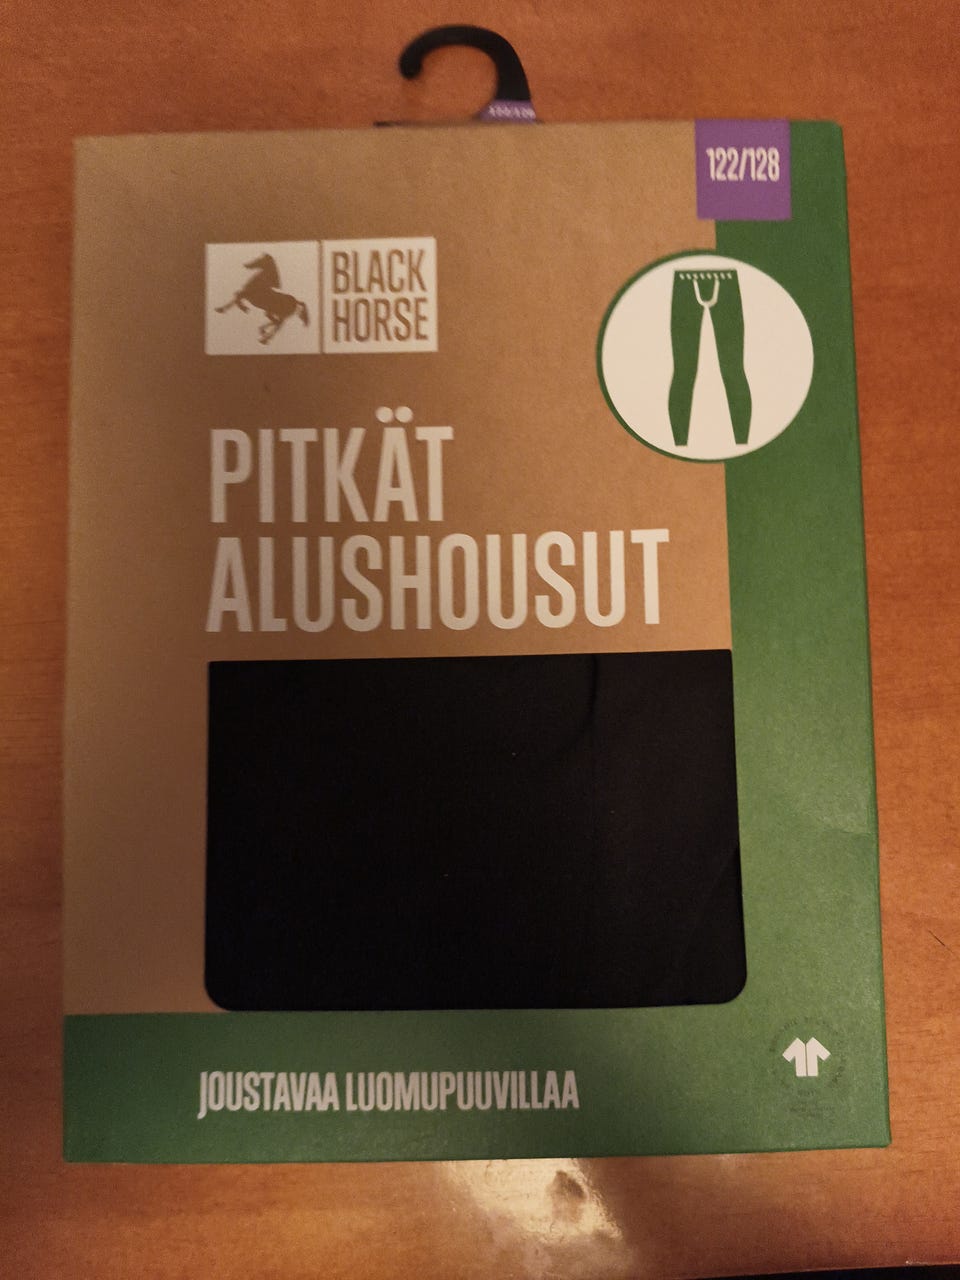 122/128
BLACK
HORSE
PITKÄT
ALUSHOUSUT
JOUSTAVAA LUOMUPUUVILLAA